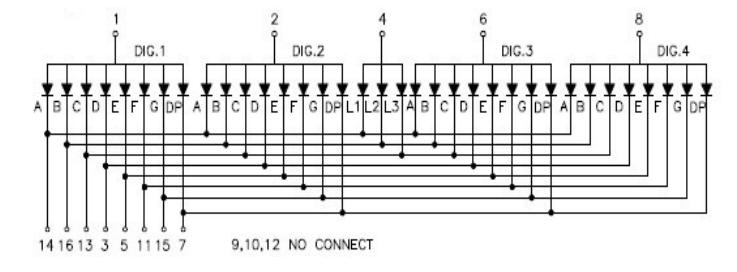 1 2 4 6 8
DIG.1 DIG.2 DIG.3 DIG.4
A B C D E F G DP A B C D E F G DP L1 L2 L3 A B C D E F G DP A B C D E F G DP
14 16 13 3 5 11 15 7 9,10,12 NO CONNECT